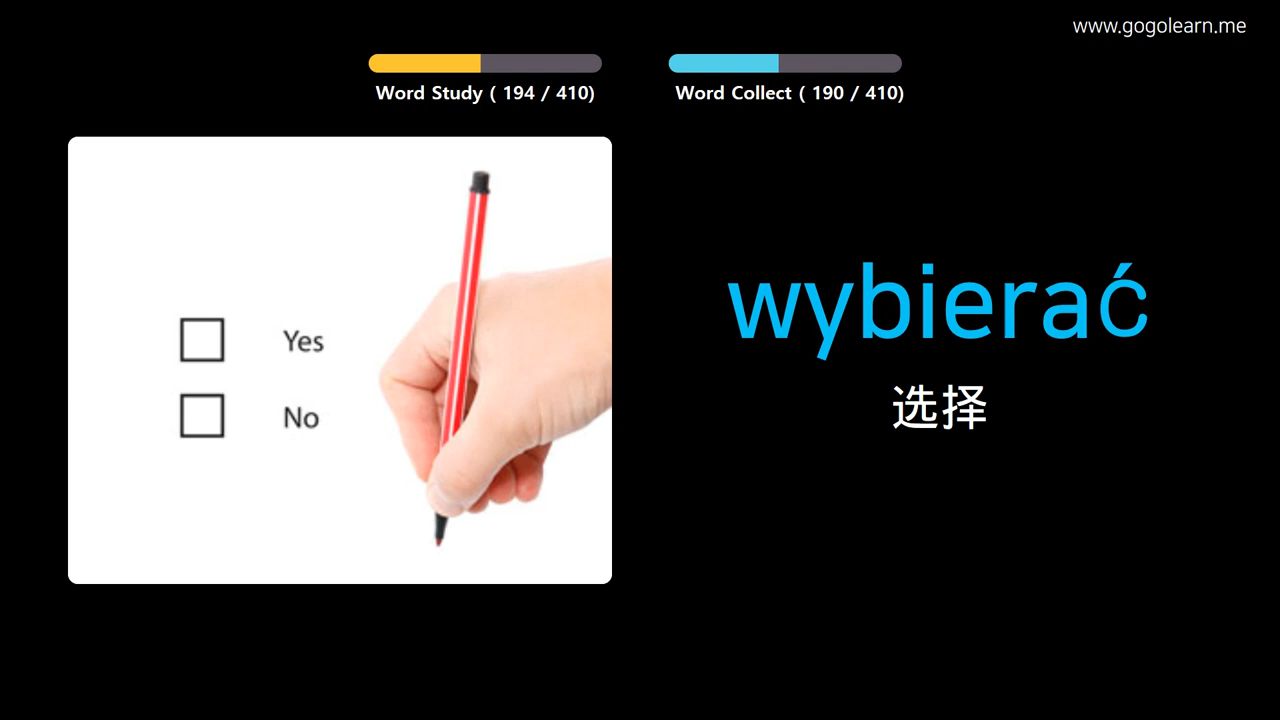 www.gogolearn.me
Word Study ( 194 / 410)
Word Collect ( 190 / 410)
Yes
No
wybierać
选择